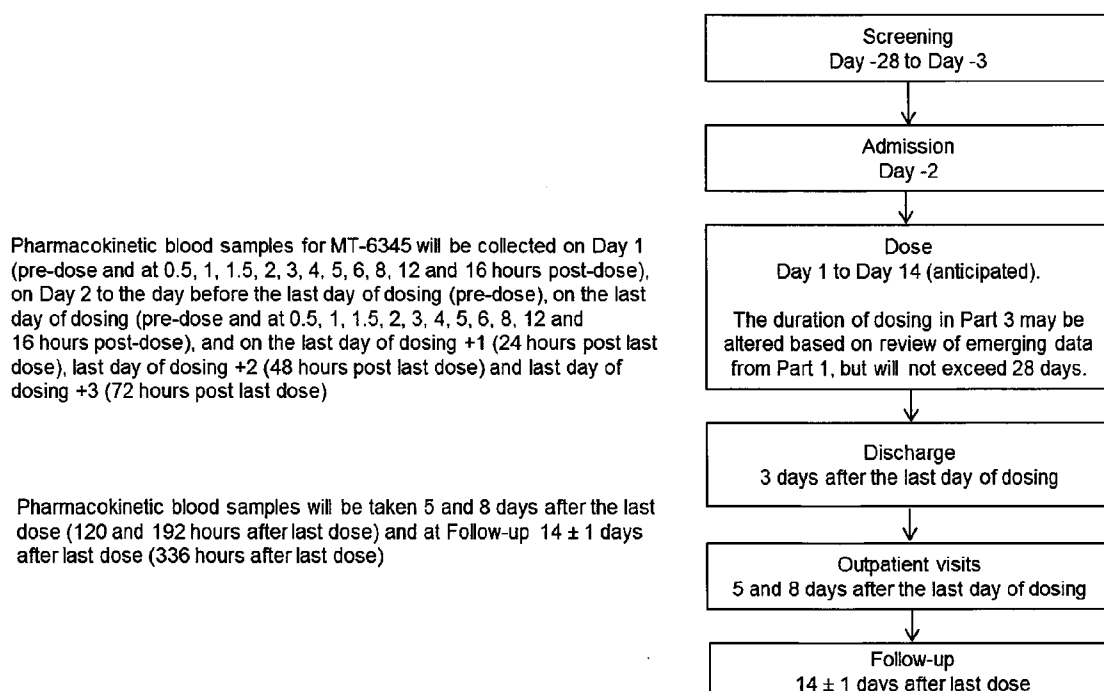 Screening
Day -28 to Day -3
Admission
Day -2
Pharmacokinetic blood samples for MT-6345 will be collected on Day 1
(pre-dose and at 0.5, 1, 1.5, 2, 3, 4, 5, 6, 8, 12 and 16 hours post-dose),
on Day 2 to the day before the last day of dosing (pre-dose), on the last
day of dosing (pre-dose and at 0.5, 1, 1.5, 2, 3, 4, 5, 6, 8, 12 and
16 hours post-dose), and on the last day of dosing +1 (24 hours post last
dose), last day of dosing +2 (48 hours post last dose) and last day of
dosing +3 (72 hours post last dose)
Dose
Day 1 to Day 14 (anticipated).
The duration of dosing in Part 3 may be
altered based on review of emerging data
from Part 1, but will not exceed 28 days.
Discharge
3 days after the last day of dosing
Pharmacokinetic blood samples will be taken 5 and 8 days after the last
dose (120 and 192 hours after last dose) and at Follow-up 14 ± 1 days
after last dose (336 hours after last dose)
Outpatient visits
5 and 8 days after the last day of dosing
Follow-up
14 ± 1 days after last dose